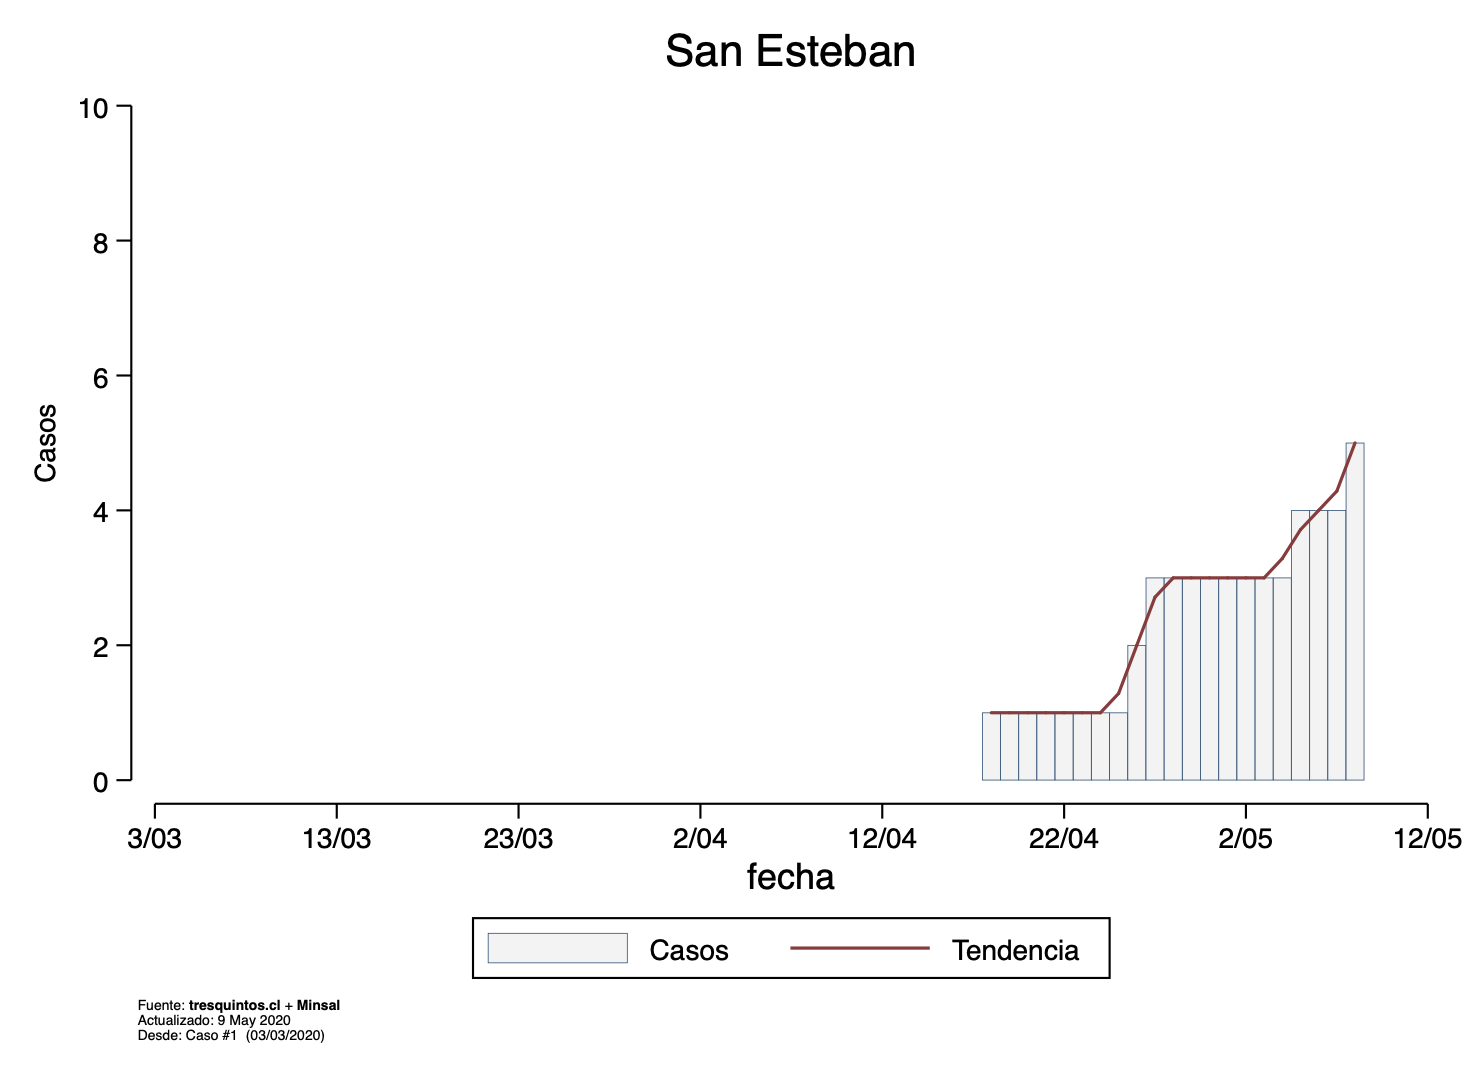 San Esteban
10
8
6
4
2
0
Casos
3/03 13/03 23/03 2/04 12/04 22/04 2/05 12/05
fecha
Casos Tendencia
Fuente: tresquintos.cl + Minsal
Actualizado: 9 May 2020
Desde: Caso #1 (03/03/2020)